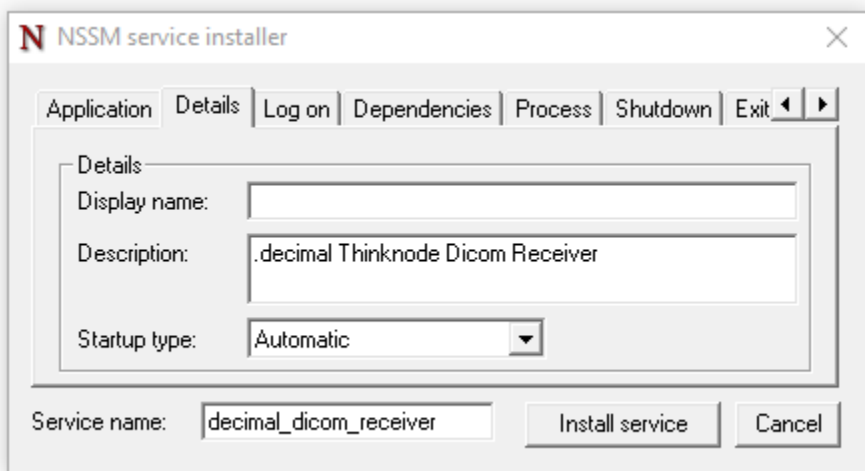 N NSSM service installer
Application Details Log on Dependencies Process Shutdown Exit
Details
Display name:
Description: .decimal Thinknode Dicom Receiver
Startup type: Automatic
Service name: decimal_dicom_receiver Install service Cancel